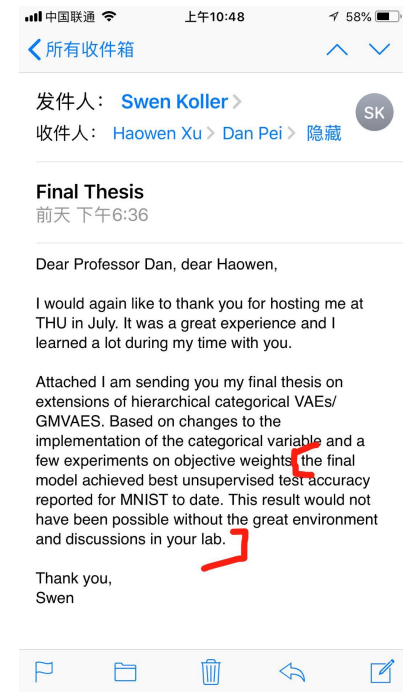 中国联通 上午10:48 58%
所有收件箱
发件人： Swen Koller
SK
收件人： Haowen Xu Dan Pei 隐藏
Final Thesis
前天 下午6:36
Dear Professor Dan, dear Haowen,
I would again like to thank you for hosting me at
THU in July. It was a great experience and I
learned a lot during my time with you.
Attached I am sending you my final thesis on
extensions of hierarchical categorical VAEs/
GMVAES. Based on changes to the
implementation of the categorical variable and a
few experiments on objective weights, the final
model achieved best unsupervised test accuracy
reported for MNIST to date. This result would not
have been possible without the great environment
and discussions in your lab.
Thank you,
Swen